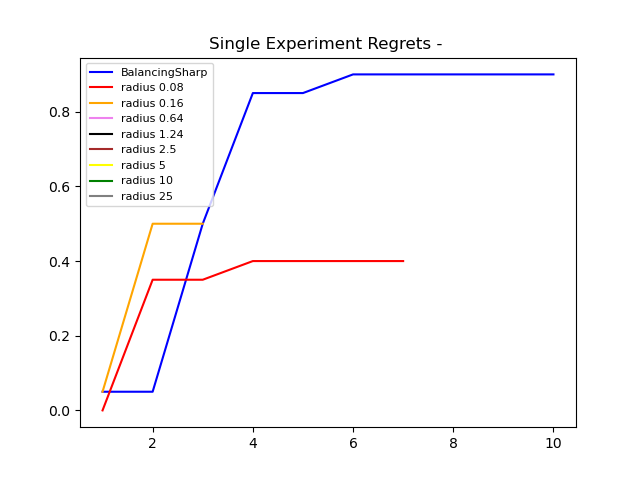 Single Experiment Regrets -
BalancingSharp
radius 0.08
radius 0.16
radius 0.64
radius 1.24
radius 2.5
radius 5
radius 10
radius 25
0.8
0.6
0.4
0.2
0.0
2 4 6 8 10